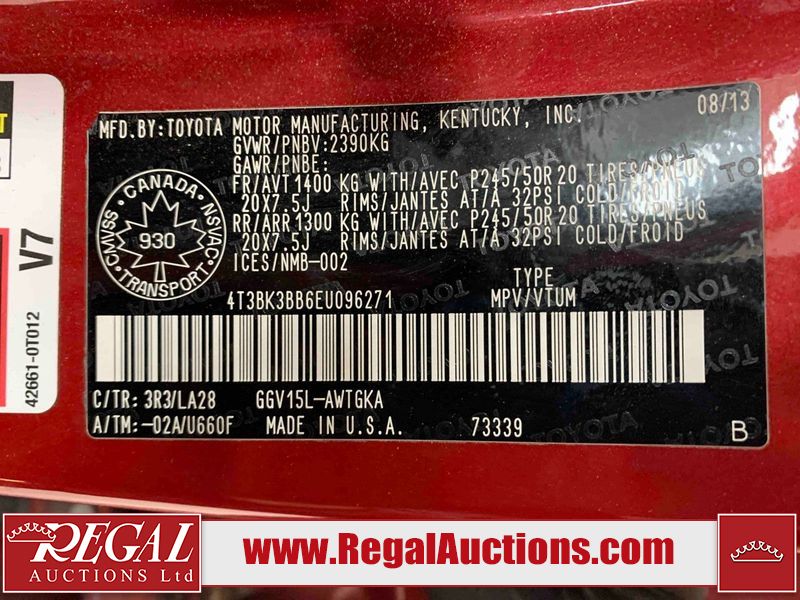 MFD.BY:TOYOTA MOTOR MANUFACTURING, KENTUCKY, INC. 08/13
GVWR/PNBV:2390KG
GAWR/PNBE:
FR/AVT1400 KG WITH/AVEC P245/50R20 TIRES/PNEUS
20X7.5J RIMS/JANTES AT/À 32PSI COLD/FROID
RR/ARR1300 KG WITH/AVEC P245/50R20 TIRES/PNEUS
20X7.5J RIMS/JANTES AT/À 32PSI COLD/FROID
ICES/NMB-002
CANADA
CMVSS NSVAC
930
TRANSPORT
TYPE
4T3BK3BB6EU096271 MPV/VTUM
C/TR: 3R3/LA28 GGV15L-AWTGKA
A/TM:-02A/U660F MADE IN U.S.A. 73339 B
V7
42661-0T012
REGAL
AUCTIONS Ltd
www.RegalAuctions.com